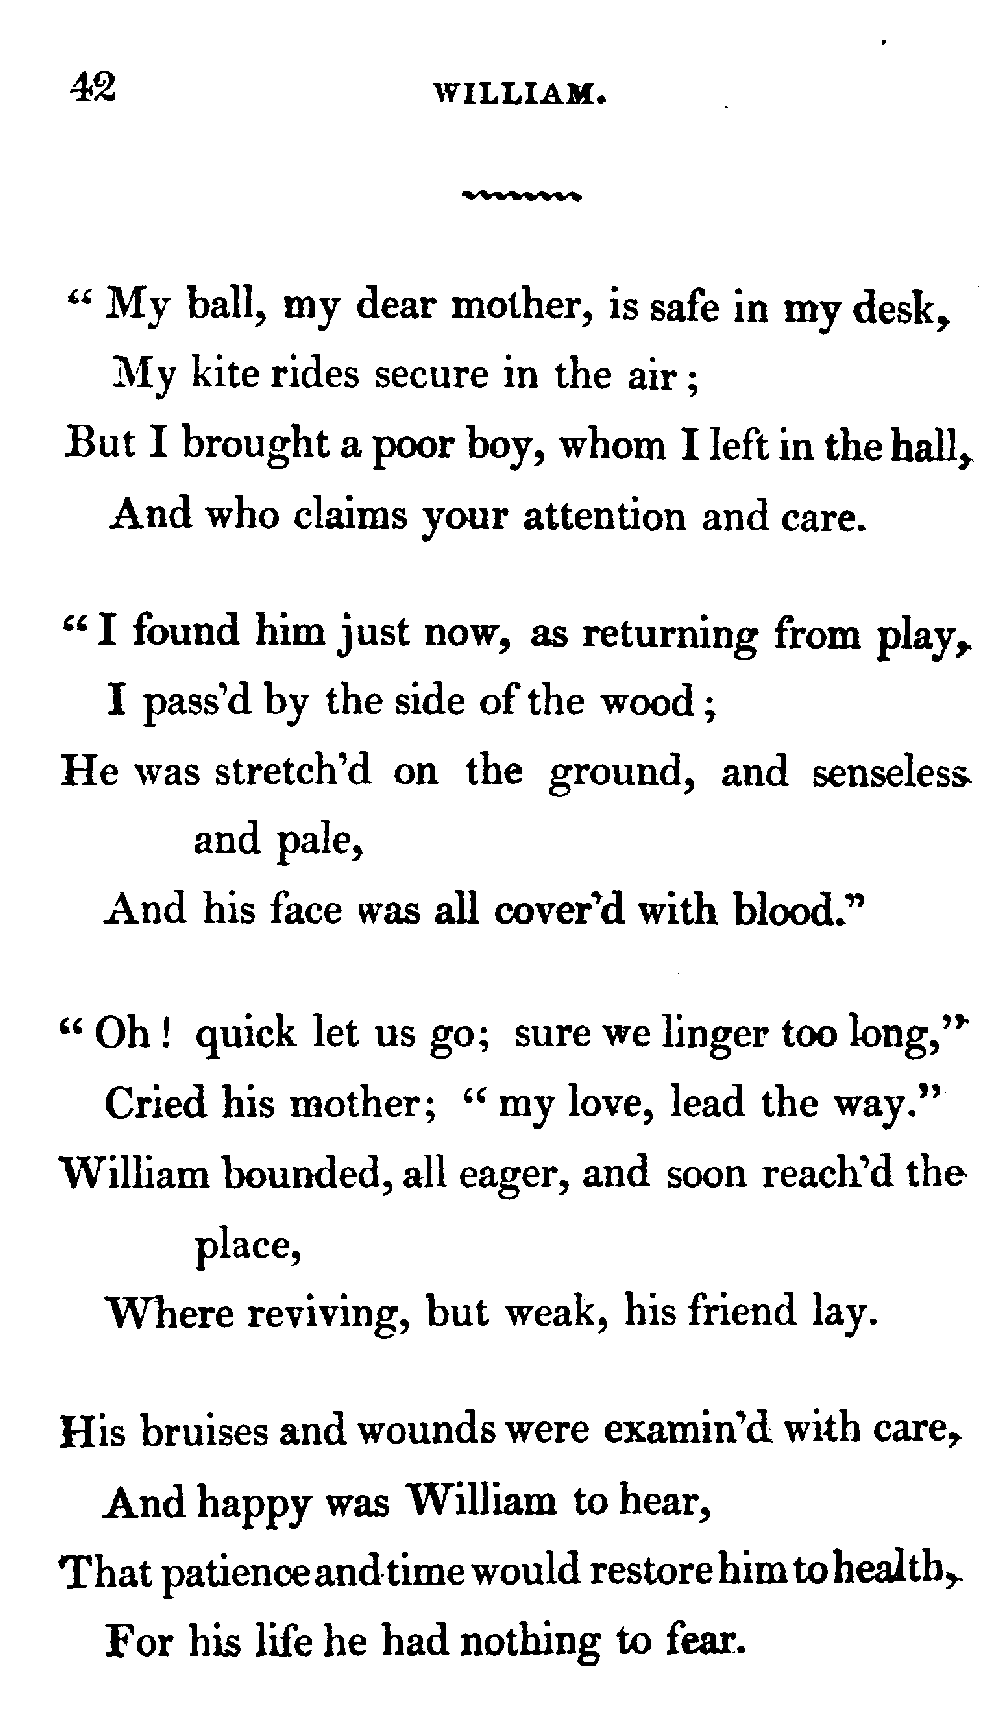 42 WILLIAM.
“ My ball, my dear mother, is safe in my desk,
My kite rides secure in the air ;
But I brought a poor boy, whom I left in the hall,
And who claims your attention and care.
“ I found him just now, as returning from play,
I pass’d by the side of the wood ;
He was stretch’d on the ground, and senseless
and pale,
And his face was all cover’d with blood.”
“ Oh ! quick let us go; sure we linger too long,”
Cried his mother; “ my love, lead the way.”
William bounded, all eager, and soon reach’d the
place,
Where reviving, but weak, his friend lay.
His bruises and wounds were examin’d with care,
And happy was William to hear,
That patience and time would restore him to health,
For his life he had nothing to fear.